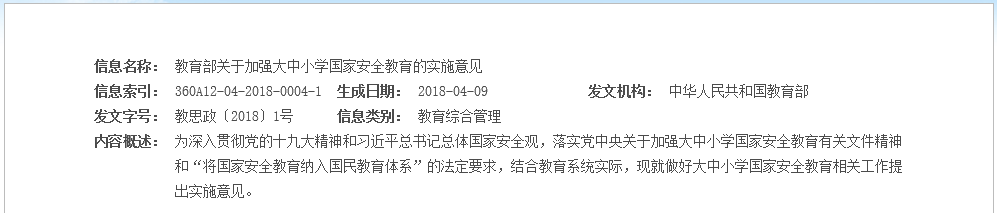 信息名称： 教育部关于加强大中小学国家安全教育的实施意见
信息索引： 360A12-04-2018-0004-1 生成日期： 2018-04-09 发文机构： 中华人民共和国教育部
发文字号： 教思政〔2018〕1号 信息类别： 教育综合管理
内容概述： 为深入贯彻党的十九大精神和习近平总书记总体国家安全观，落实党中央关于加强大中小学国家安全教育有关文件精神
和“将国家安全教育纳入国民教育体系”的法定要求，结合教育系统实际，现就做好大中小学国家安全教育相关工作提
出实施意见。